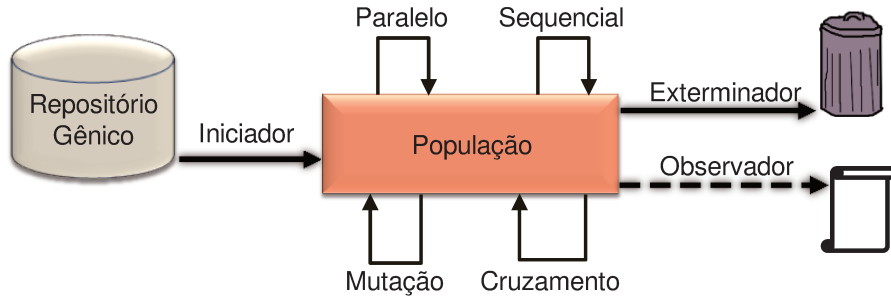 Paralelo
Sequencial
Repositório
Gênico
Iniciador
População
Exterminador
Observador
Mutação
Cruzamento